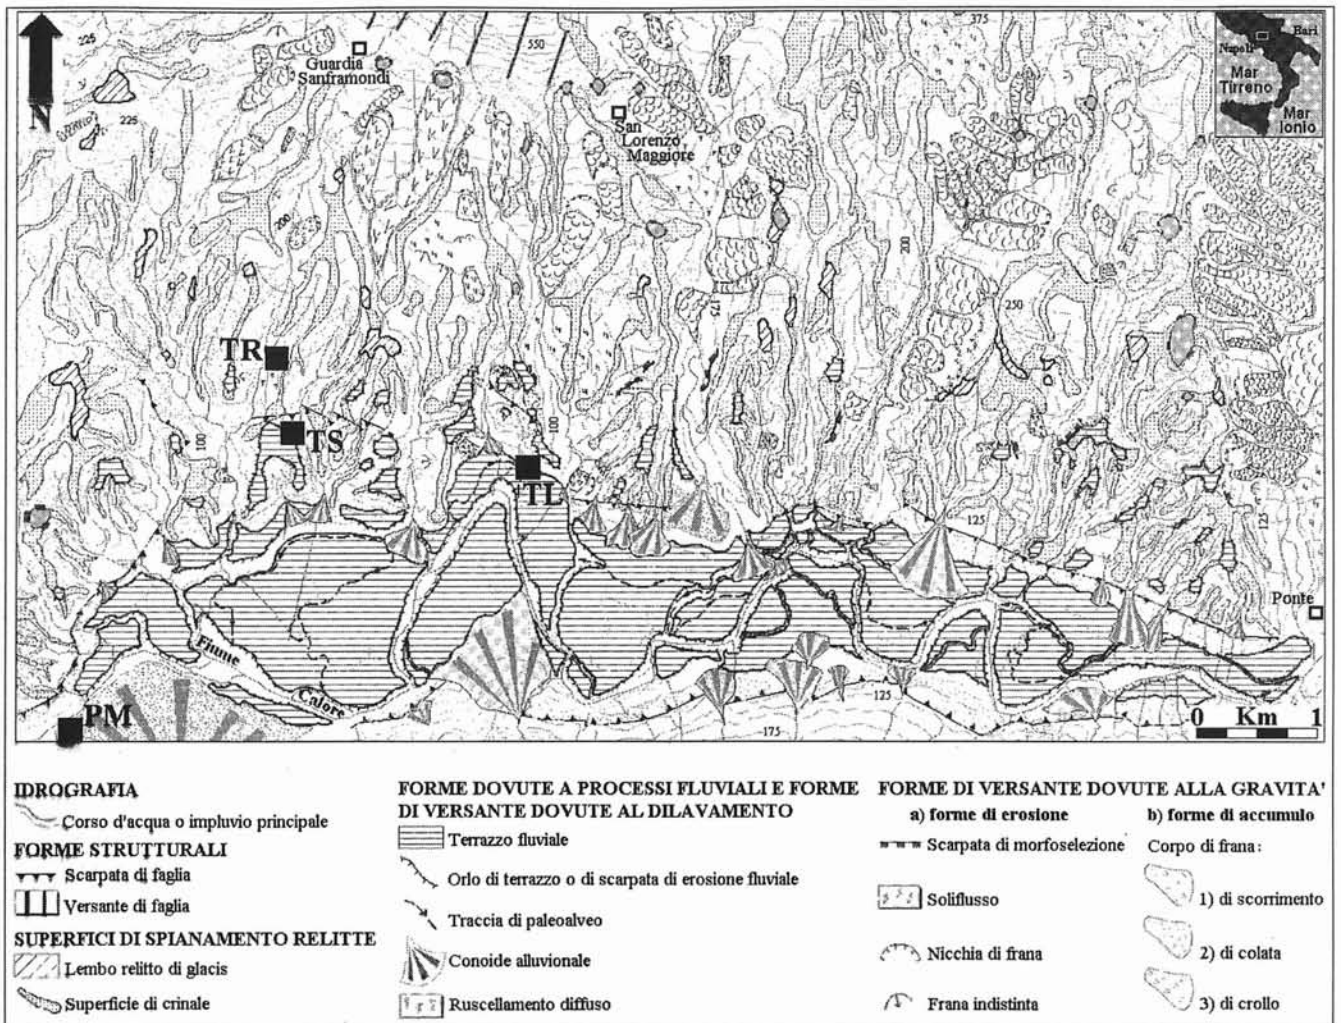 225
Guardia
Sanframondi
550
375
Bari
Napoli
Mar
Tirreno
Mar
Ionio
N
225
San
Lorenzo
Maggiore
200
200
175
250
TR
100
TS
100
TL
125
125
Ponte
Fiume
Calore
PM
125
175
0 Km 1
IDROGRAFIA
Corso d'acqua o impluvio principale
FORME STRUTTURALI
Scarpata di faglia
Versante di faglia
SUPERFICI DI SPIANAMENTO RELITTE
Lembo relitto di glacis
Superficie di crinale
FORME DOVUTE A PROCESSI FLUVIALI E FORME
DI VERSANTE DOVUTE AL DILAVAMENTO
Terrazzo fluviale
Orlo di terrazzo o di scarpata di erosione fluviale
Traccia di paleoalveo
Conoide alluvionale
Ruscellamento diffuso
FORME DI VERSANTE DOVUTE ALLA GRAVITA'
a) forme di erosione
Scarpata di morfoselezione
Soliflusso
Nicchia di frana
Frana indistinta
b) forme di accumulo
Corpo di frana:
1) di scorrimento
2) di colata
3) di crollo